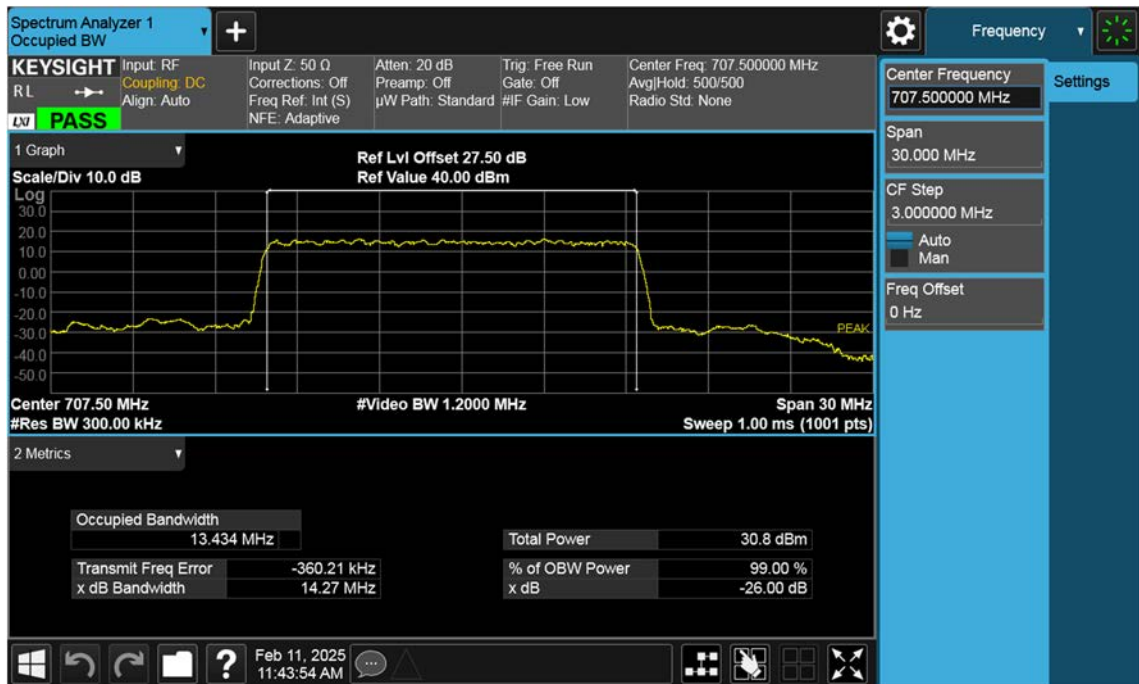 Spectrum Analyzer 1
Occupied BW
Frequency
KEYSIGHT
RL
LXI PASS
Input: RF
Coupling: DC
Align: Auto
Input Z: 50 Ω
Corrections: Off
Freq Ref: Int (S)
NFE: Adaptive
Atten: 20 dB
Preamp: Off
µW Path: Standard
Trig: Free Run
Gate: Off
#IF Gain: Low
Center Freq: 707.500000 MHz
Avg|Hold: 500/500
Radio Std: None
Center Frequency
707.500000 MHz
Settings
Span
30.000 MHz
CF Step
3.000000 MHz
Auto
Man
Freq Offset
0 Hz
1 Graph
Scale/Div 10.0 dB
Ref Lvl Offset 27.50 dB
Ref Value 40.00 dBm
Log
30.0
20.0
10.0
0.00
-10.0
-20.0
-30.0
-40.0
-50.0
PEAK
Center 707.50 MHz
#Res BW 300.00 kHz
#Video BW 1.2000 MHz
Span 30 MHz
Sweep 1.00 ms (1001 pts)
2 Metrics
Occupied Bandwidth
13.434 MHz
Total Power 30.8 dBm
Transmit Freq Error -360.21 kHz
% of OBW Power 99.00 %
x dB Bandwidth 14.27 MHz
x dB -26.00 dB
?
Feb 11, 2025
11:43:54 AM